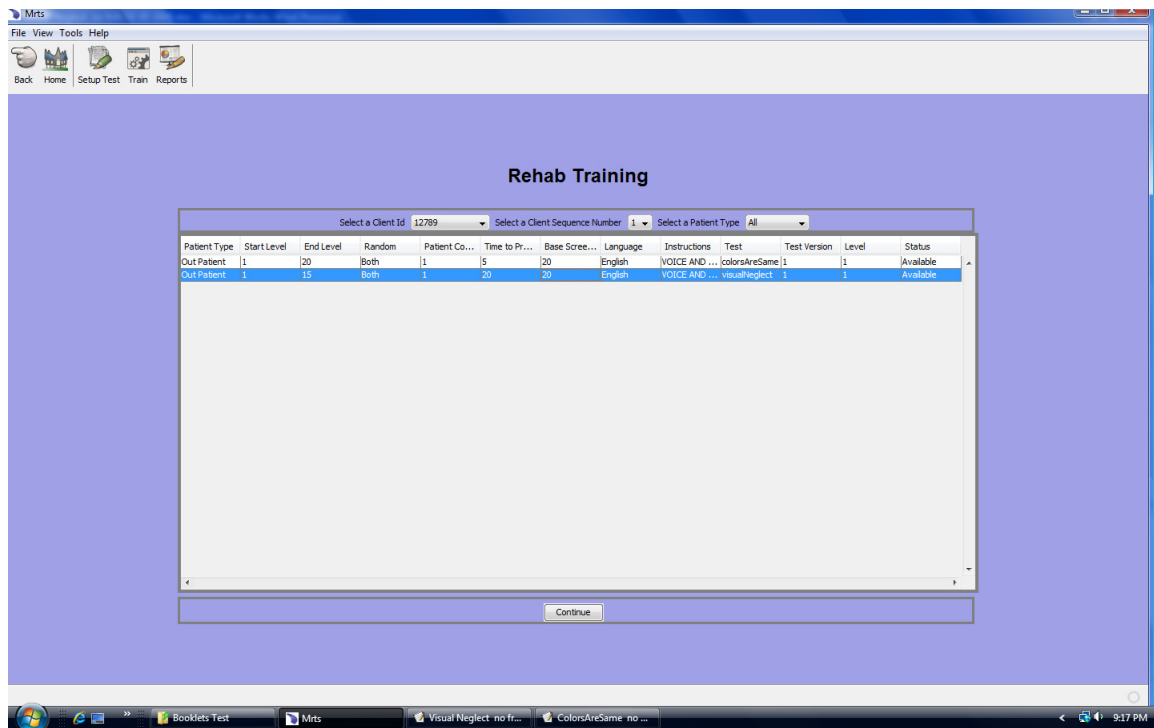 Mrts
File View Tools Help
Back Home Setup Test Train Reports
Rehab Training
Select a Client Id 12789 Select a Client Sequence Number 1 Select a Patient Type All
Patient Type Start Level End Level Random Patient Co... Time to Pr... Base Scree... Language Instructions Test Test Version Level Status
Out Patient 1 20 Both 1 5 20 English VOICE AND ... colorsAreSame 1 1 Available
Out Patient 1 15 Both 1 20 20 English VOICE AND ... visualNeglect 1 1 Available
Continue
Booklets Test Mrts Visual Neglect no fr... ColorsAreSame no ... 9:17 PM